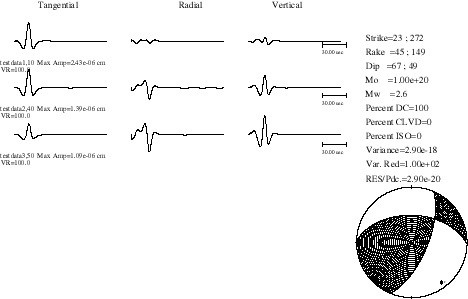 Tangential Radial Vertical
30.00 sec
testdata1,10 Max Amp=2.43e-06 cm
VR=100.0
30.00 sec
testdata2,40 Max Amp=1.39e-06 cm
VR=100.0
30.00 sec
testdata3,50 Max Amp=1.09e-06 cm
VR=100.0
Strike=23 ; 272
Rake =45 ; 149
Dip =67 ; 49
Mo =1.00e+20
Mw =2.6
Percent DC=100
Percent CLVD=0
Percent ISO=0
Variance=2.90e-18
Var. Red=1.00e+02
RES/Pdc.=2.90e-20